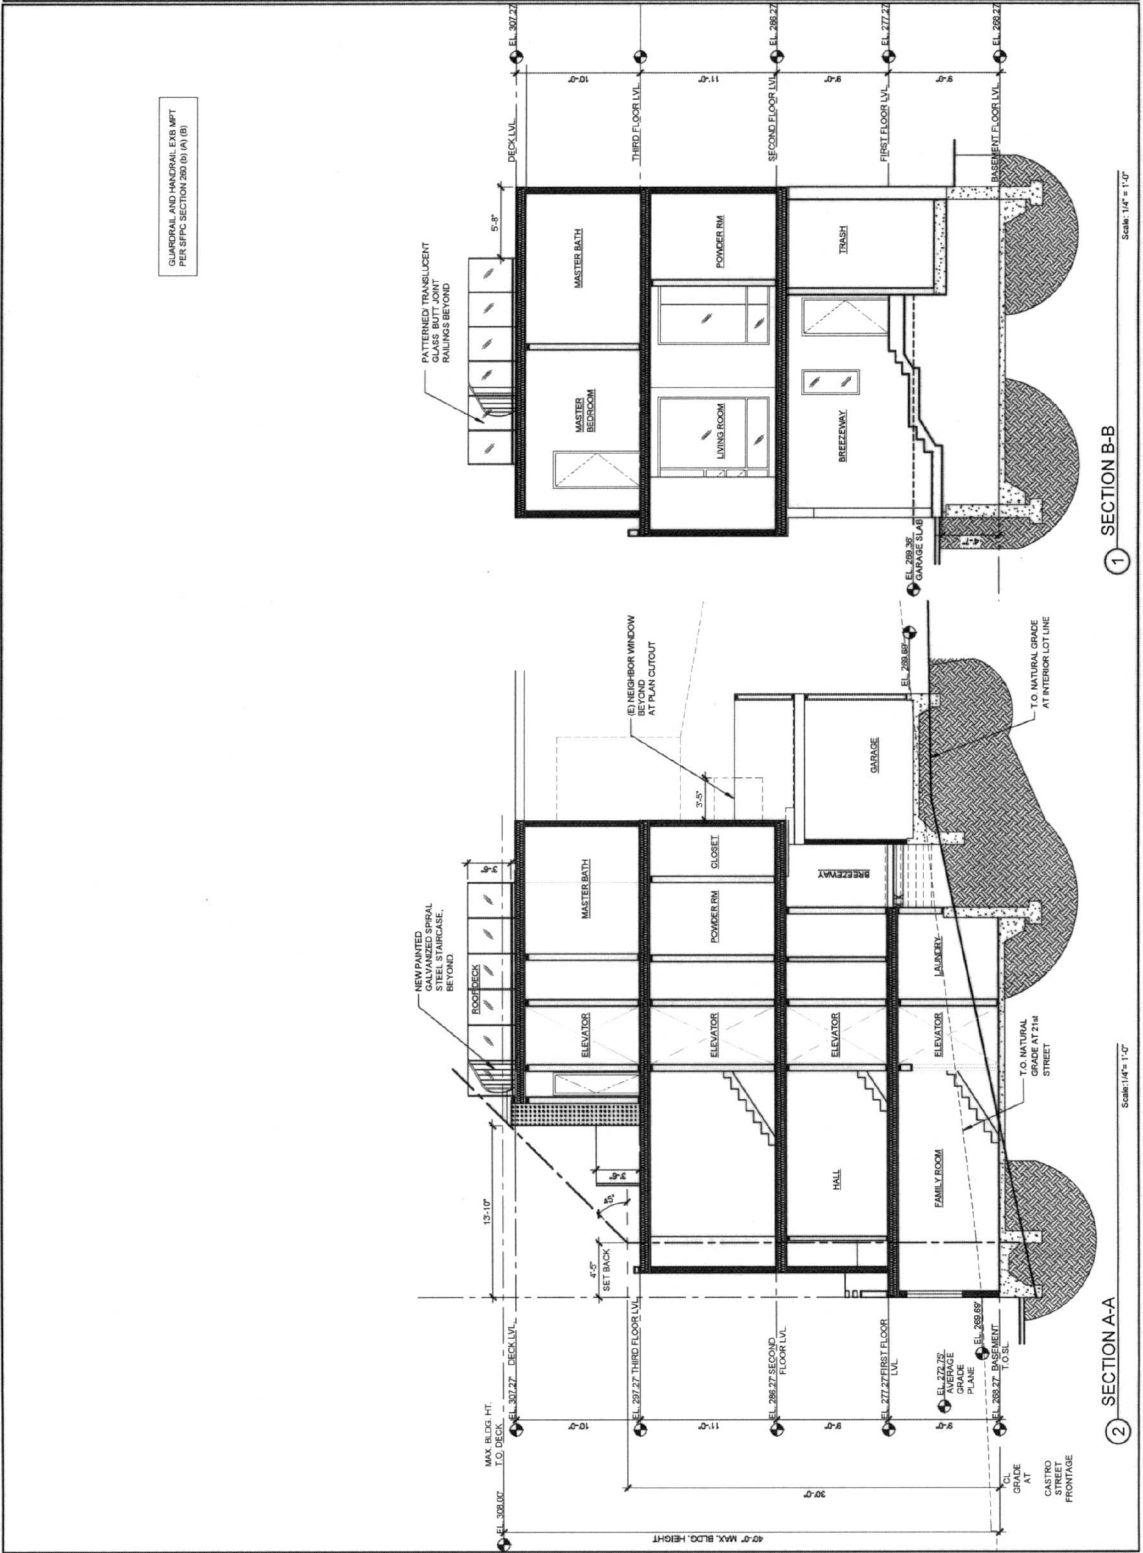 GUARDRAIL AND HANDRAIL EXB MPT
PER SFPC SECTION 260 (b) (A) (B)
NEW PAINTED
GALVANIZED SPIRAL
STEEL STAIRCASE,
BEYOND
PATTERNED/ TRANSLUCENT
GLASS BUTT JOINT
RAILINGS BEYOND
MAX. BLDG. HT.
T.O. DECK
EL. 308.00'
EL. 307.27' DECK LVL.
EL. 297.27' THIRD FLOOR LVL.
EL. 286.27' SECOND
FLOOR LVL.
EL. 277.27' FIRST FLOOR
LVL.
EL. 272.75'
AVERAGE
GRADE
PLANE
EL. 269.69'
EL. 268.27' BASEMENT
T.O.SL.
CL
GRADE
AT
CASTRO
STREET
FRONTAGE
40'-0" MAX. BLDG. HEIGHT
30'-0"
10'-0"
11'-0"
9'-0"
9'-0"
13'-10"
4'-5"
SET BACK
45°
3'-6"
3'-6"
ROOF DECK
ELEVATOR
MASTER BATH
ELEVATOR
POWDER RM
CLOSET
HALL
ELEVATOR
BREEZEWAY
GARAGE
FAMILY ROOM
ELEVATOR
LAUNDRY
3'-5"
(E) NEIGHBOR WINDOW
BEYOND
AT PLAN CUTOUT
T.O. NATURAL
GRADE AT 21st
STREET
EL. 289.69'
T.O. NATURAL GRADE
AT INTERIOR LOT LINE
2
SECTION A-A
Scale:1/4"= 1'-0"
5'-8"
MASTER
BEDROOM
MASTER BATH
LIVING ROOM
POWDER RM
BREEZEWAY
TRASH
EL. 269.36'
GARAGE SLAB
4'-7"
DECK LVL.
EL. 307.27'
10'-0"
THIRD FLOOR LVL.
11'-0"
SECOND FLOOR LVL.
EL. 286.27'
9'-0"
FIRST FLOOR LVL.
EL. 277.27'
9'-0"
BASEMENT FLOOR LVL.
EL. 268.27'
1
SECTION B-B
Scale: 1/4" = 1'-0"